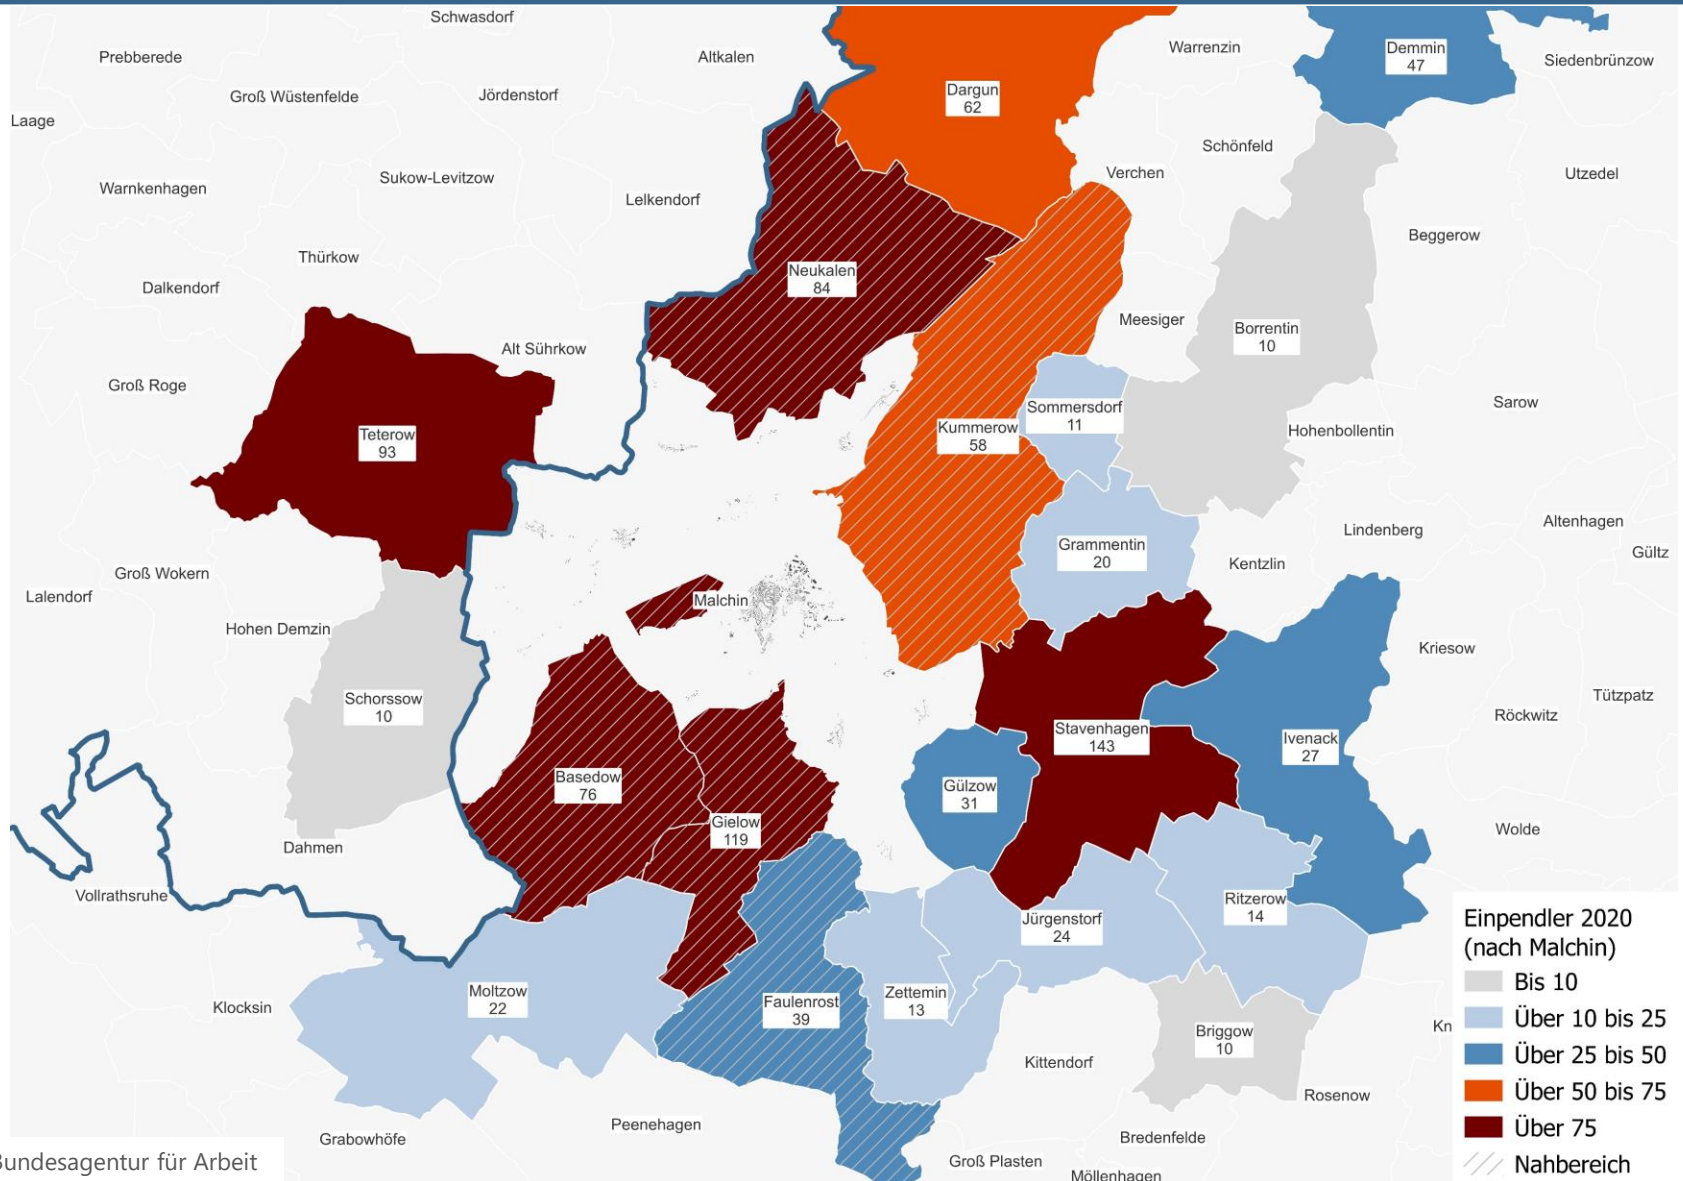 Schwasdorf
Prebberede
Altkalen
Warrenzin
Demmin
47
Siedenbrünzow
Groß Wüstenfelde
Jördenstorf
Dargun
62
Laage
Schönfeld
Verchen
Utzedel
Warnkenhagen
Sukow-Levitzow
Lelkendorf
Beggerow
Thürkow
Dalkendorf
Neukalen
84
Meesiger
Borrentin
10
Alt Sührkow
Groß Roge
Sommersdorf
11
Sarow
Teterow
93
Kummerow
58
Hohenbollentin
Altenhagen
Lindenberg
Grammentin
20
Gültz
Kentzlin
Groß Wokern
Lalendorf
Malchin
Hohen Demzin
Kriesow
Schorssow
10
Tützpatz
Röckwitz
Stavenhagen
143
Ivenack
27
Basedow
76
Gülzow
31
Gielow
119
Wolde
Dahmen
Vollrathsruhe
Ritzerow
14
Jürgenstorf
24
Moltzow
22
Zettemin
13
Faulenrost
39
Klocksin
Kn
Briggow
10
Kittendorf
Rosenow
Peenehagen
Grabowhöfe
Bredenfelde
Groß Plasten
Möllenhagen
Einpendler 2020
(nach Malchin)
Bis 10
Über 10 bis 25
Über 25 bis 50
Über 50 bis 75
Über 75
Nahbereich
Bundesagentur für Arbeit